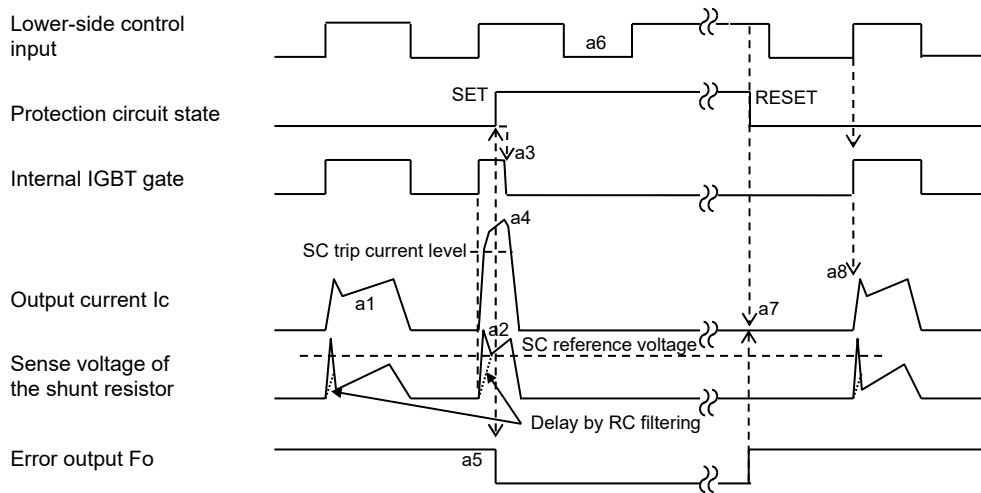 Lower-side control
input
a6
SET
RESET
Protection circuit state
a3
Internal IGBT gate
a4
SC trip current level
a8
Output current Ic
a1
a7
a2
SC reference voltage
Sense voltage of
the shunt resistor
Delay by RC filtering
Error output Fo
a5